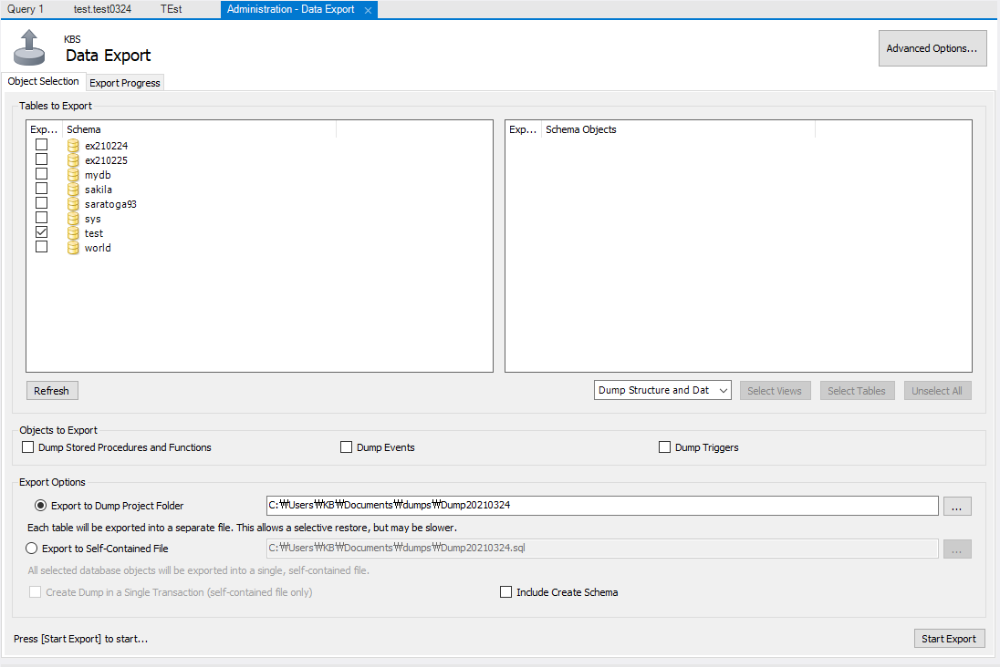 Query 1 test.test0324 TEst Administration - Data Export ×
KBS
Data Export
Advanced Options...
Object Selection Export Progress
Tables to Export
Exp... Schema
ex210224
ex210225
mydb
sakila
saratoga93
sys
test
world
Exp... Schema Objects
Refresh Dump Structure and Dat Select Views Select Tables Unselect All
Objects to Export
Dump Stored Procedures and Functions Dump Events Dump Triggers
Export Options
Export to Dump Project Folder C:₩Users₩KB₩Documents₩dumps₩Dump20210324 ...
Each table will be exported into a separate file. This allows a selective restore, but may be slower.
Export to Self-Contained File C:₩Users₩KB₩Documents₩dumps₩Dump20210324.sql ...
All selected database objects will be exported into a single, self-contained file.
Create Dump in a Single Transaction (self-contained file only) Include Create Schema
Press [Start Export] to start... Start Export